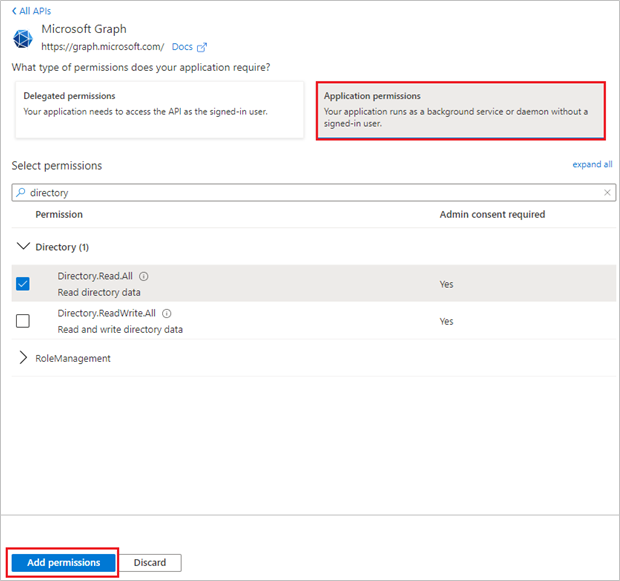 All APIs
Microsoft Graph
https://graph.microsoft.com/ Docs
What type of permissions does your application require?
Delegated permissions
Your application needs to access the API as the signed-in user.
Application permissions
Your application runs as a background service or daemon without a
signed-in user.
Select permissions
expand all
directory
Permission
Admin consent required
Directory (1)
Directory.Read.All
Read directory data
Yes
Directory.ReadWrite.All
Read and write directory data
Yes
RoleManagement
Add permissions
Discard